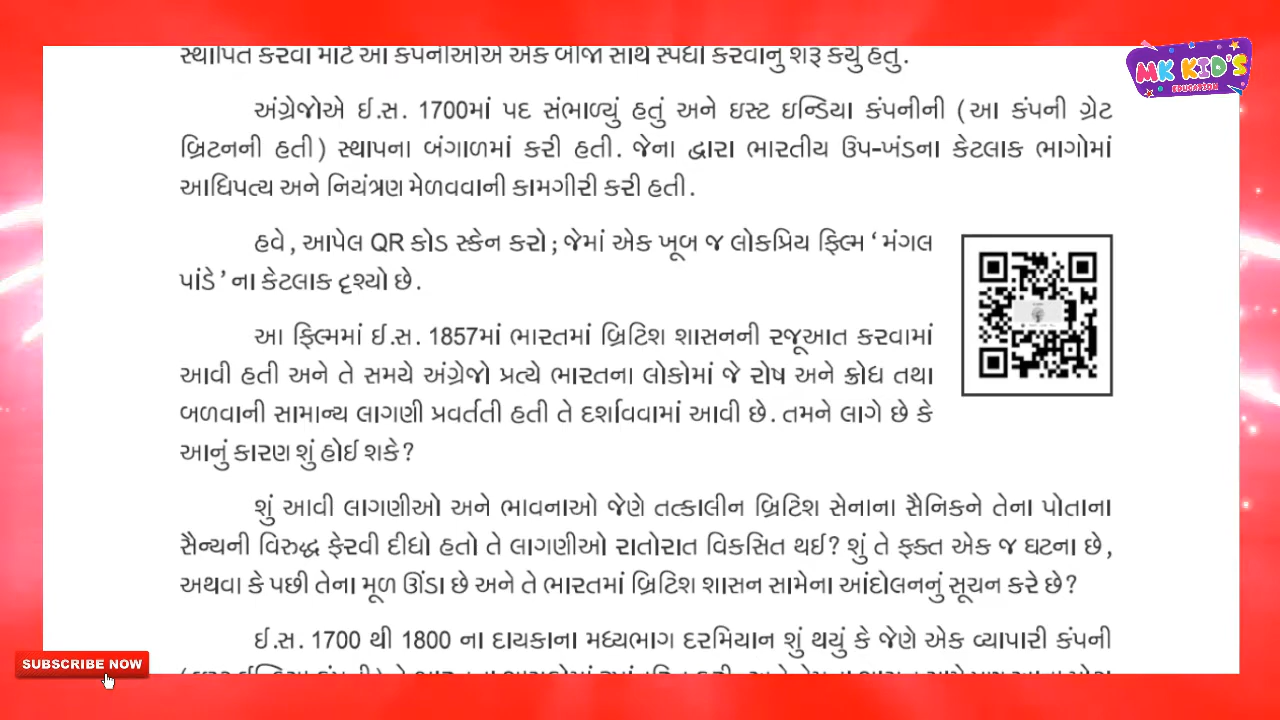 સ્થાપિત કરવા માટે આ કંપનીઓએ એક બીજા સાથે સ્પર્ધા કરવાનું શરૂ કર્યું હતું.
MK KID'S
EDUCATION
અંગ્રેજોએ ઈ.સ. 1700માં પદ સંભાળ્યું હતું અને ઇસ્ટ ઇન્ડિયા કંપનીની (આ કંપની ગ્રેટ
બ્રિટનની હતી) સ્થાપના બંગાળમાં કરી હતી. જેના દ્વારા ભારતીય ઉપ-ખંડના કેટલાક ભાગોમાં
આધિપત્ય અને નિયંત્રણ મેળવવાની કામગીરી કરી હતી.
હવે, આપેલ QR કોડ સ્કેન કરો; જેમાં એક ખૂબ જ લોકપ્રિય ફિલ્મ ‘મંગલ
પાંડે’ના કેટલાક દૃશ્યો છે.
આ ફિલ્મમાં ઈ.સ. 1857માં ભારતમાં બ્રિટિશ શાસનની રજૂઆત કરવામાં
આવી હતી અને તે સમયે અંગ્રેજો પ્રત્યે ભારતના લોકોમાં જે રોષ અને ક્રોધ તથા
બળવાની સામાન્ય લાગણી પ્રવર્તતી હતી તે દર્શાવવામાં આવી છે. તમને લાગે છે કે
આનું કારણ શું હોઈ શકે?
શું આવી લાગણીઓ અને ભાવનાઓ જેણે તત્કાલીન બ્રિટિશ સેનાના સૈનિકને તેના પોતાના
સૈન્યની વિરુદ્ધ ફેરવી દીધો હતો તે લાગણીઓ રાતોરાત વિકસિત થઈ? શું તે ફક્ત એક જ ઘટના છે,
અથવા કે પછી તેના મૂળ ઊંડા છે અને તે ભારતમાં બ્રિટિશ શાસન સામેના આંદોલનનું સૂચન કરે છે?
ઈ.સ. 1700 થી 1800 ના દાયકાના મધ્યભાગ દરમિયાન શું થયું કે જેણે એક વ્યાપારી કંપની
SUBSCRIBE NOW